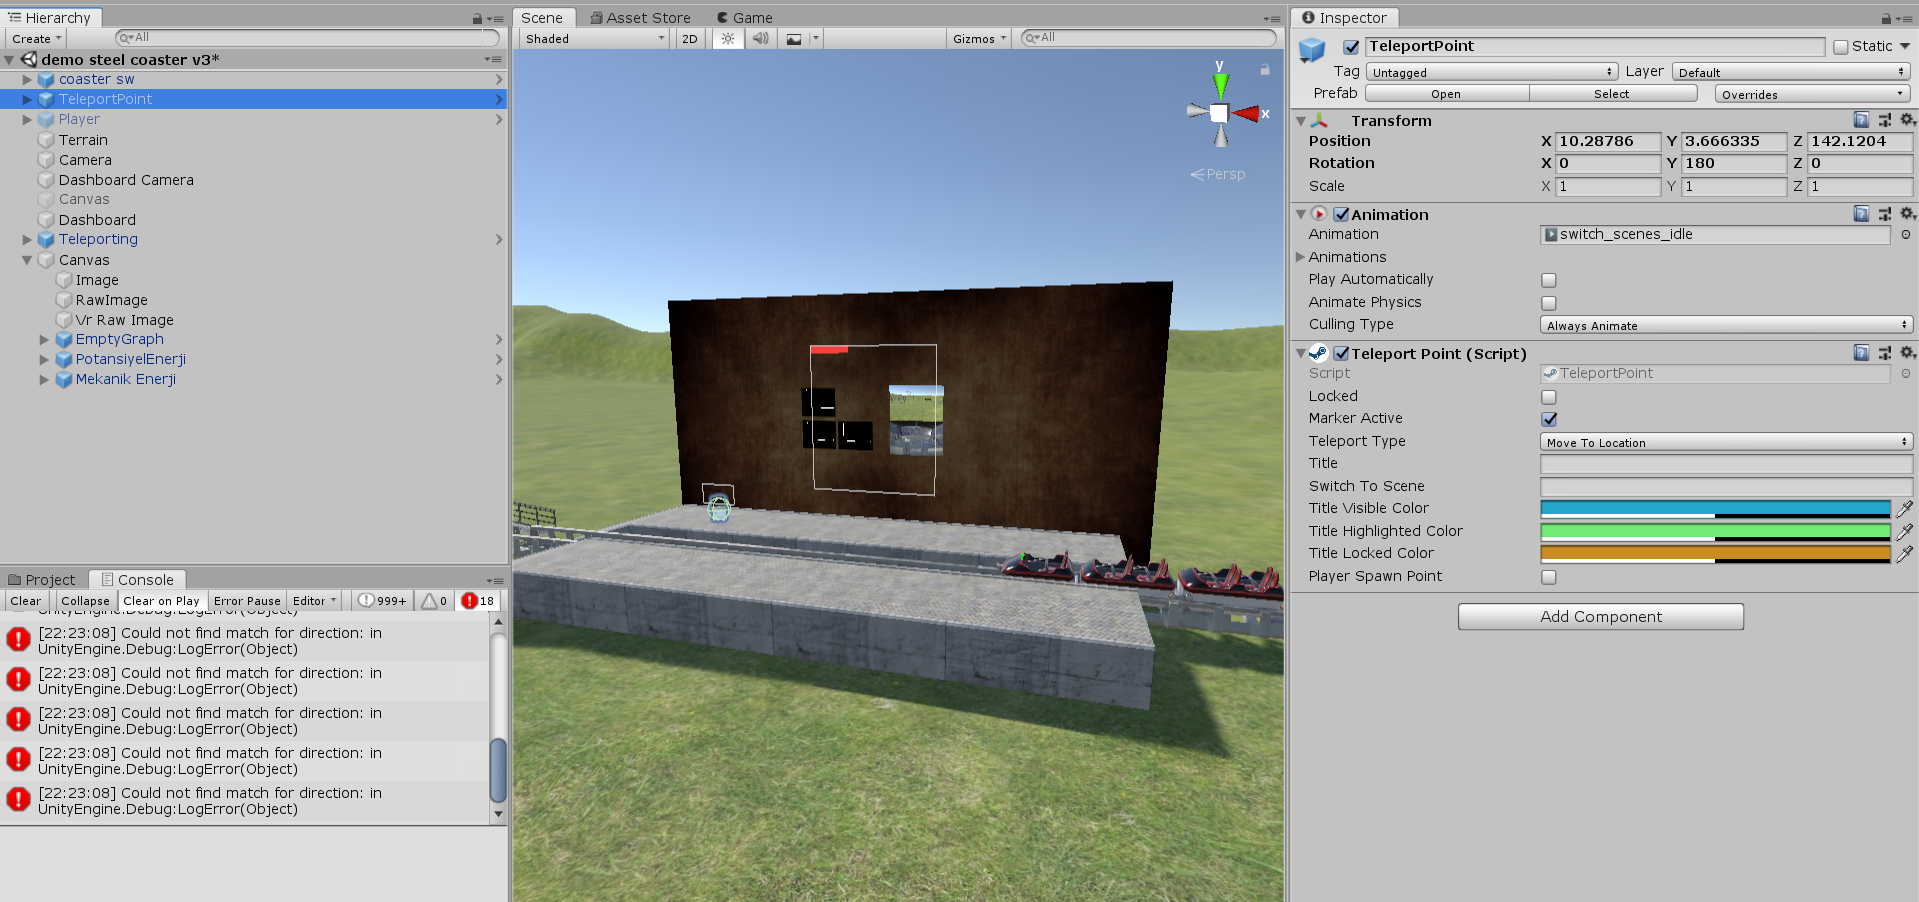 Hierarchy
Create
All
demo steel coaster v3*
coaster sw
TeleportPoint
Player
Terrain
Camera
Dashboard Camera
Canvas
Dashboard
Teleporting
Canvas
Image
RawImage
Vr Raw Image
EmptyGraph
PotansiyelEnerji
Mekanik Enerji
Project
Console
Clear
Collapse
Clear on Play
Error Pause
Editor
999+
0
18
UnityEngine.Debug:LogError(Object)
[22:23:08] Could not find match for direction: in
UnityEngine.Debug:LogError(Object)
[22:23:08] Could not find match for direction: in
UnityEngine.Debug:LogError(Object)
[22:23:08] Could not find match for direction: in
UnityEngine.Debug:LogError(Object)
[22:23:08] Could not find match for direction: in
UnityEngine.Debug:LogError(Object)
[22:23:08] Could not find match for direction: in
UnityEngine.Debug:LogError(Object)
Scene
Asset Store
Game
Shaded
2D
Gizmos
All
y
x
Persp
Inspector
TeleportPoint
Static
Tag Untagged Layer Default
Prefab Open Select Overrides
Transform
Position X 10.28786 Y 3.666335 Z 142.1204
Rotation X 0 Y 180 Z 0
Scale X 1 Y 1 Z 1
Animation
Animation switch_scenes_idle
Animations
Play Automatically
Animate Physics
Culling Type Always Animate
Teleport Point (Script)
Script TeleportPoint
Locked
Marker Active
Teleport Type Move To Location
Title
Switch To Scene
Title Visible Color
Title Highlighted Color
Title Locked Color
Player Spawn Point
Add Component